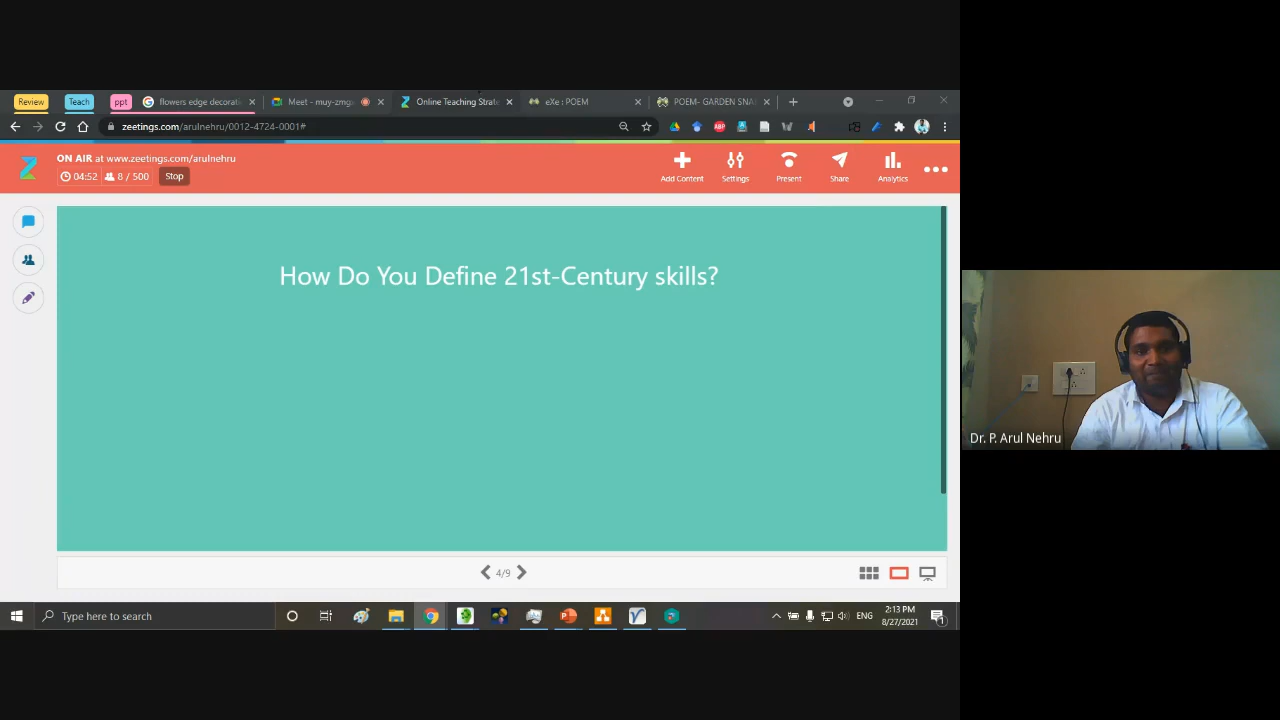 Review
Teach
ppt
flowers edge decorati
Meet - muy-zmg
Online Teaching Strate
eXe : POEM
POEM- GARDEN SNA
zeetings.com/arulnehru/0012-4724-0001#
ABP
ON AIR at www.zeetings.com/arulnehru
04:52
8 / 500
Stop
Add Content
Settings
Present
Share
Analytics
How Do You Define 21st-Century skills?
Dr. P. Arul Nehru
4/9
Type here to search
ENG
2:13 PM
8/27/2021
1